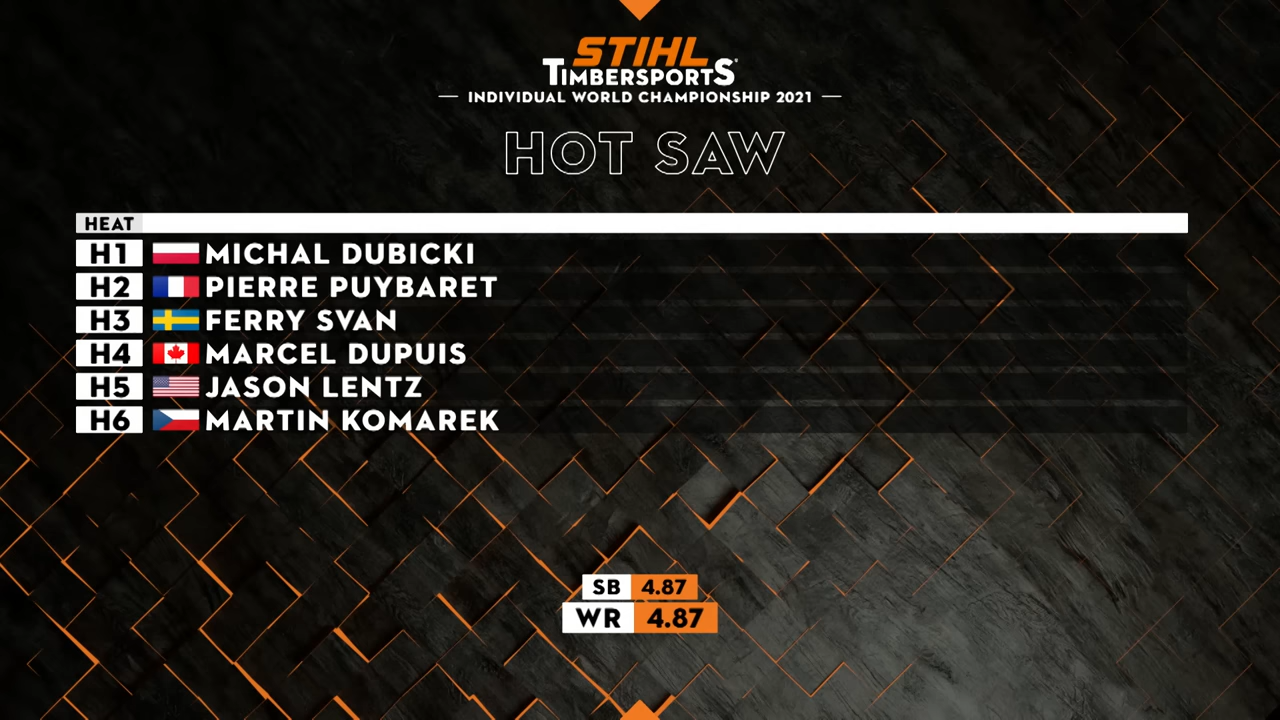 STIHL
TIMBERSPORTS®
INDIVIDUAL WORLD CHAMPIONSHIP 2021
HOT SAW
HEAT
H1 MICHAL DUBICKI
H2 PIERRE PUYBARET
H3 FERRY SVAN
H4 MARCEL DUPUIS
H5 JASON LENTZ
H6 MARTIN KOMAREK
SB 4.87
WR 4.87